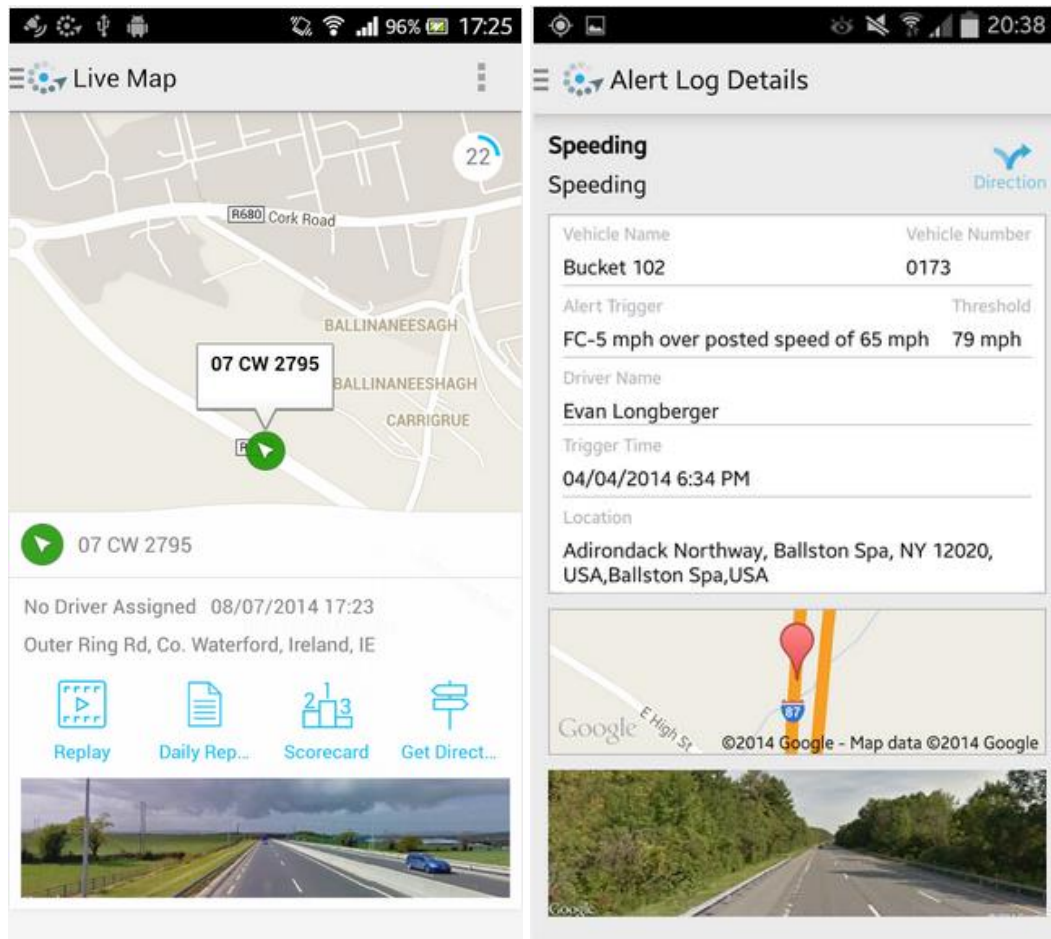 96% 17:25
Live Map
22
R680 Cork Road
BALLINANEESAGH
07 CW 2795
BALLINANEESHAGH
CARRIGRUE
07 CW 2795
No Driver Assigned 08/07/2014 17:23
Outer Ring Rd, Co. Waterford, Ireland, IE
Replay Daily Rep... Scorecard Get Direct...
20:38
Alert Log Details
Speeding
Speeding
Direction
Vehicle Name Vehicle Number
Bucket 102 0173
Alert Trigger Threshold
FC-5 mph over posted speed of 65 mph 79 mph
Driver Name
Evan Longberger
Trigger Time
04/04/2014 6:34 PM
Location
Adirondack Northway, Ballston Spa, NY 12020,
USA,Ballston Spa,USA
87
Google E High St ©2014 Google - Map data ©2014 Google
Google